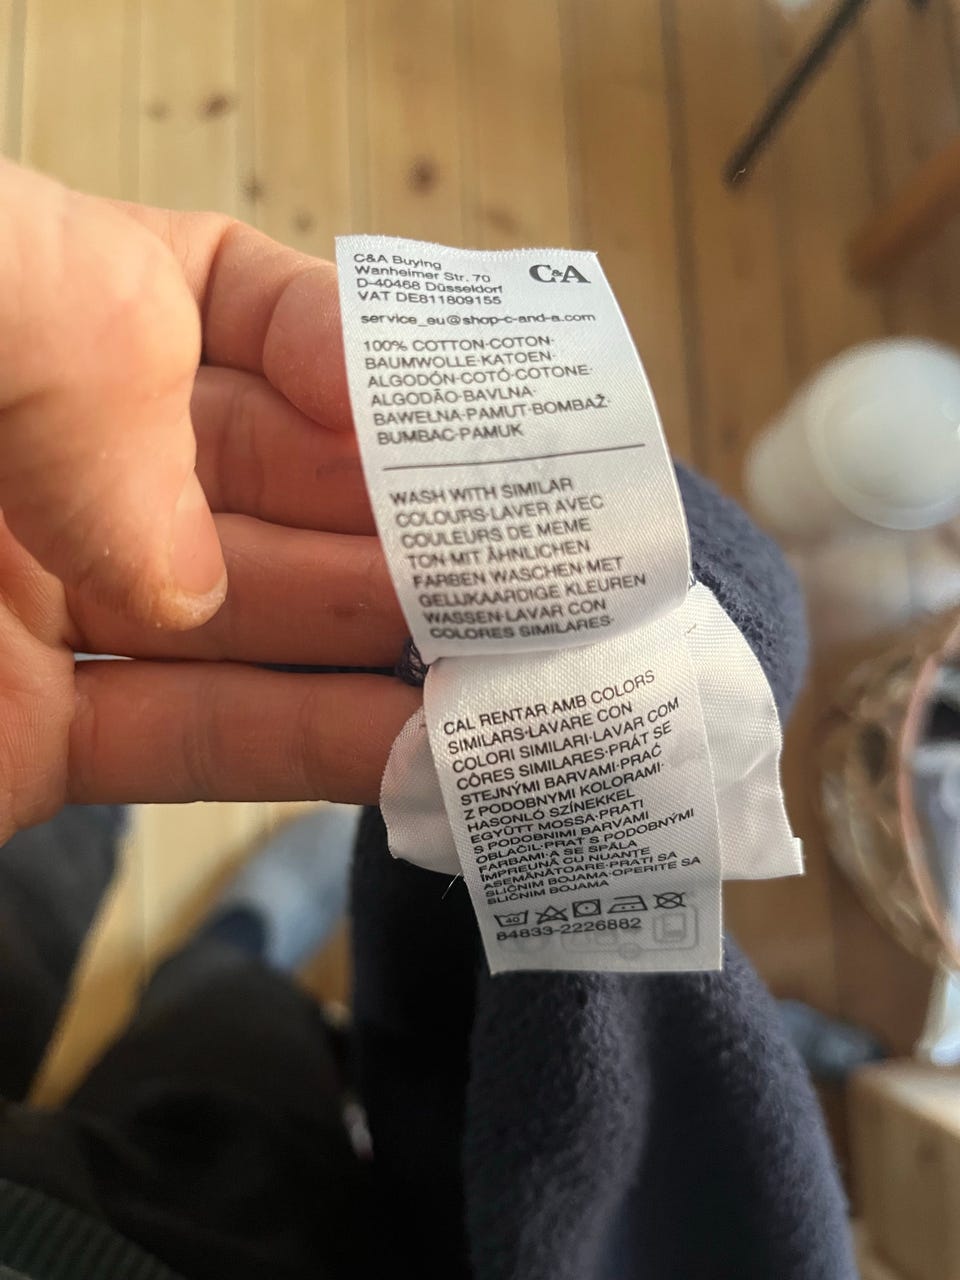 C&A Buying
Wanheimer Str. 70
D-40468 Düsseldorf
VAT DE811809155
C&A
service_eu@shop-c-and-a.com
100% COTTON·COTON·
BAUMWOLLE·KATOEN·
ALGODÓN·COTÓ·COTONE·
ALGODÃO·BAVLNA·
BAWEŁNA·PAMUT·BOMBAŽ·
BUMBAC·PAMUK
WASH WITH SIMILAR
COLOURS·LAVER AVEC
COULEURS DE MEME
TON·MIT ÄHNLICHEN
FARBEN WASCHEN·MET
GELIJKAARDIGE KLEUREN
WASSEN·LAVAR CON
COLORES SIMILARES·
CAL RENTAR AMB COLORS
SIMILARS·LAVARE CON
COLORI SIMILARI·LAVAR COM
CÔRES SIMILARES·PRÁT SE
STEJNÝMI BARVAMI·PRAĆ
Z PODOBNYMI KOLORAMI·
HASONLÓ SZÍNEKKEL
EGYÜTT MOSSA·PRATI
S PODOBNIMI BARVAMI
OBLAČIL·PRAT S PODOBNÝMI
FARBAMI·A SE SPĂLA
ÎMPREUNĂ CU NUANȚE
ASEMĂNĂTOARE·PRATI SA
SLIČNIM BOJAMA·OPERITE SA
SLIČNIM BOJAMA
40
84833-2226882